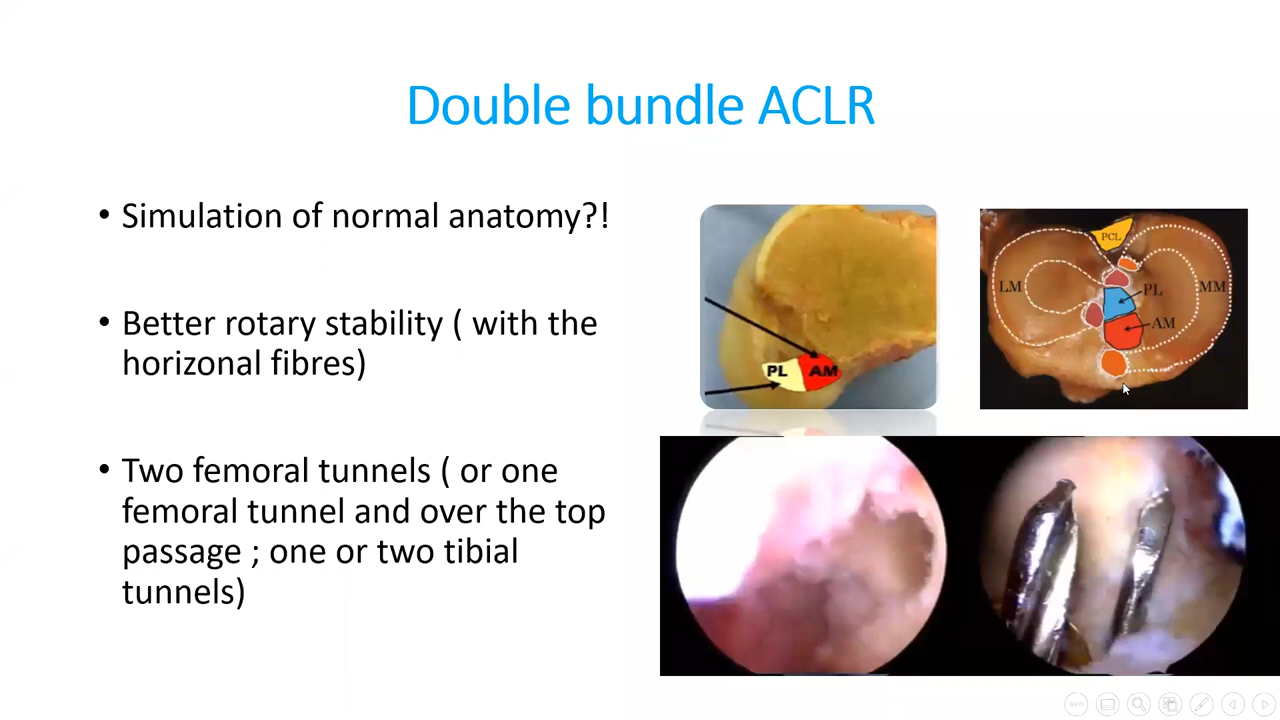 Double bundle ACLR
• Simulation of normal anatomy?!
• Better rotary stability ( with the
horizonal fibres)
• Two femoral tunnels ( or one
femoral tunnel and over the top
passage ; one or two tibial
tunnels)
PL AM
PCL
LM
PL
MM
AM